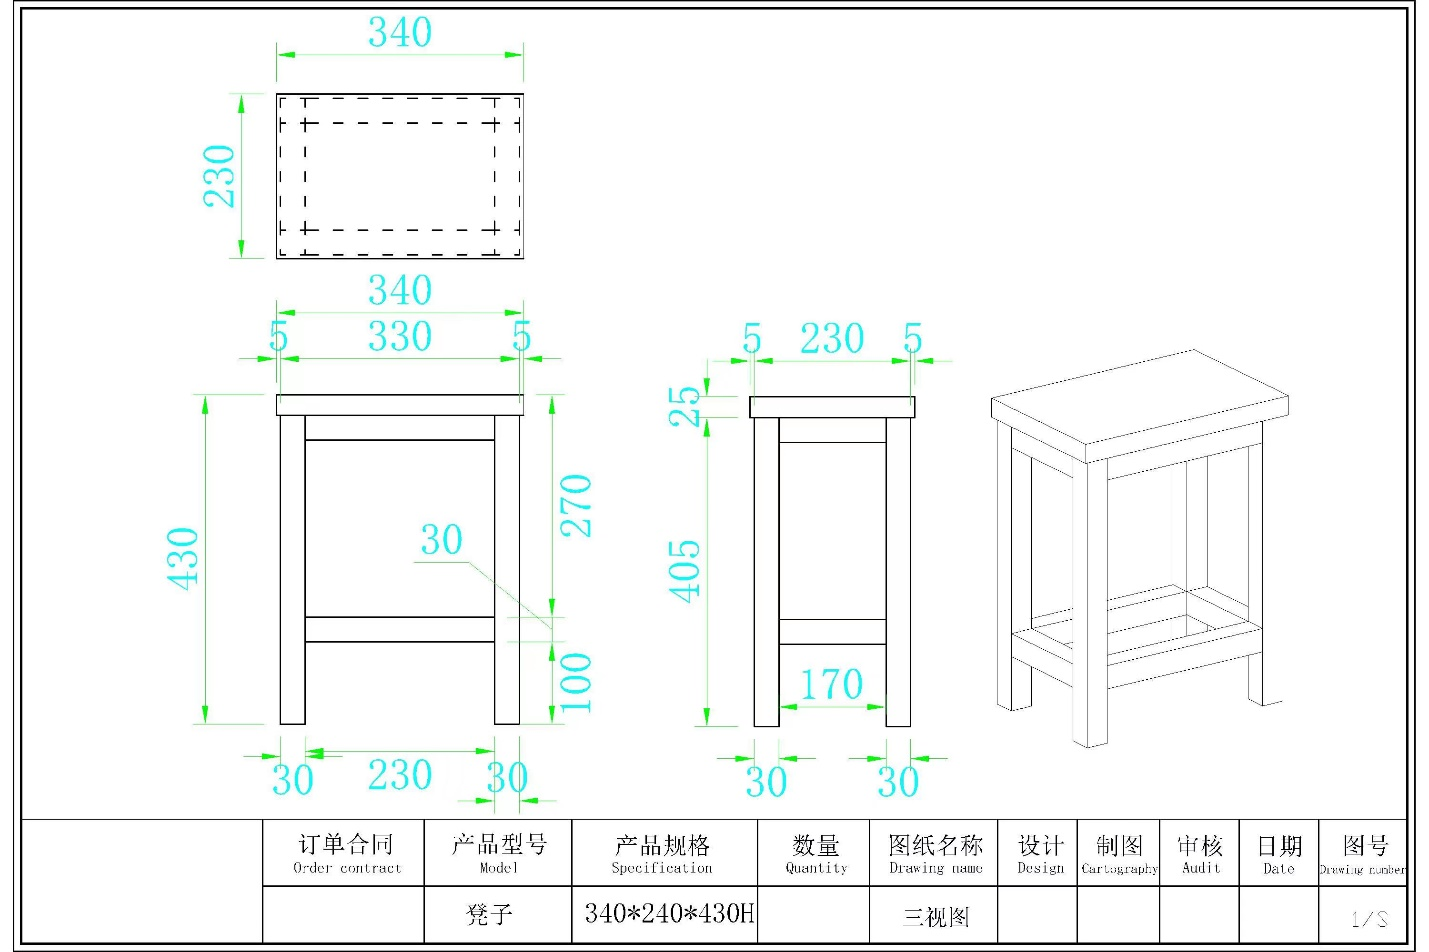 340
230
340
5 330 5
430
270
30
100
30 230 30
5 230 5
25
405
170
30 30
订单合同 产品型号 产品规格 数量 图纸名称 设计 制图 审核 日期 图号
Order contract Model Specification Quantity Drawing name Design Cartography Audit Date Drawing number
凳子 340*240*430H 三视图 1/S